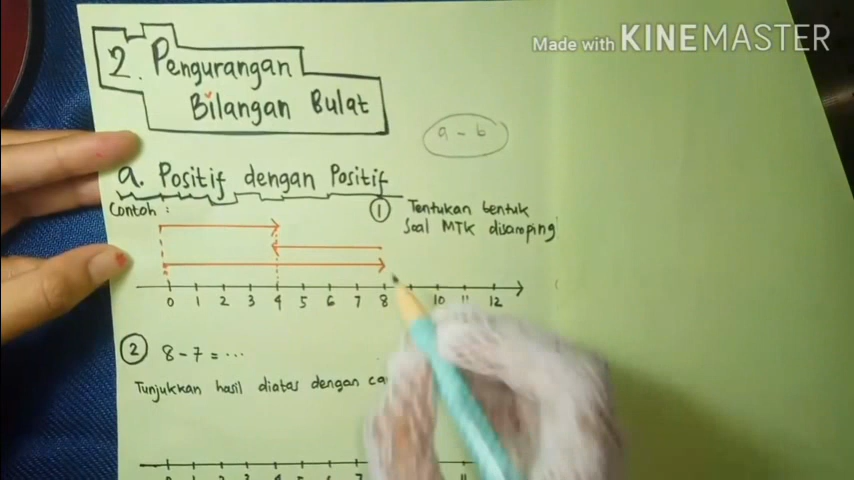 Made with KINEMASTER
2. Pengurangan
Bilangan Bulat
a - b
a. Positif dengan Positif
Contoh :
1 Tentukan bentuk
Soal MTK disamping
0 1 2 3 4 5 6 7 8 10 11 12
2 8 - 7 = ...
Tunjukkan hasil diatas dengan